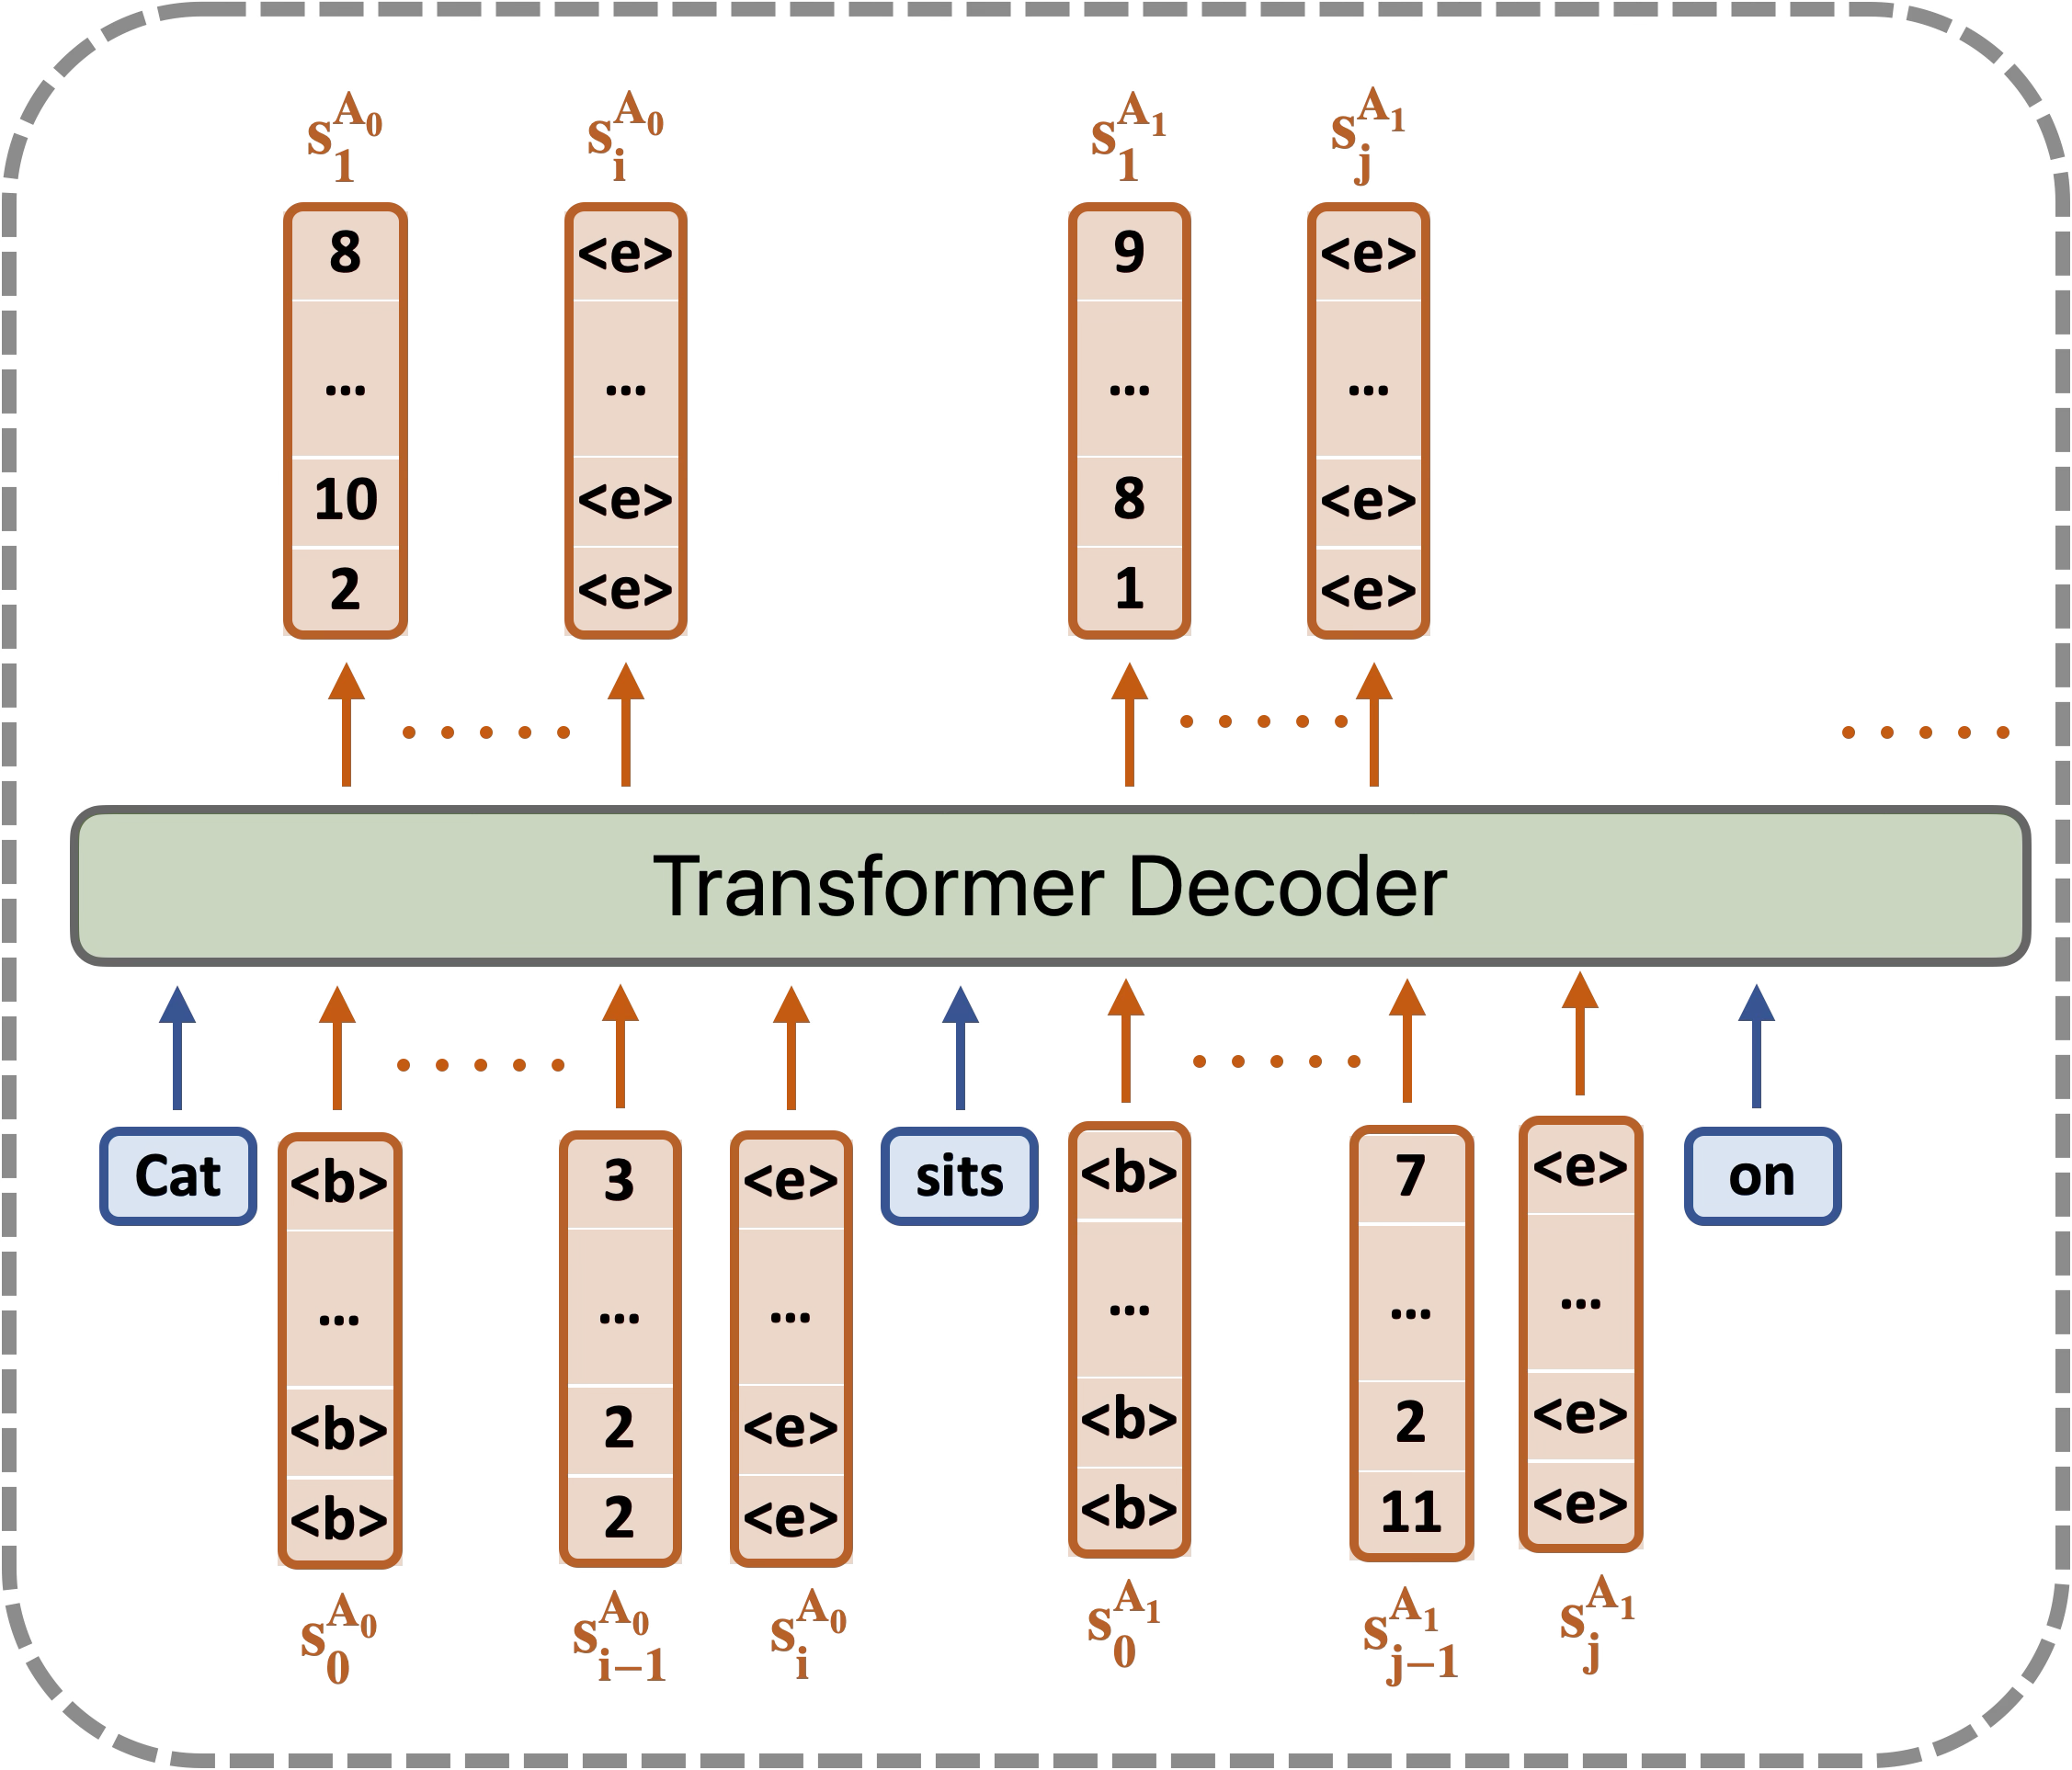 s_1^{A_0} s_i^{A_0} s_1^{A_1} s_j^{A_1}
8 <e> 9 <e>
... ... ... ...
10 <e> 8 <e>
2 <e> 1 <e>
Transformer Decoder
Cat <b> 3 <e> sits <b> 7 <e> on
... ... ... ... ... ...
<b> 2 <e> <b> 2 <e>
<b> 2 <e> <b> 11 <e>
s_0^{A_0} s_{i-1}^{A_0} s_i^{A_0} s_0^{A_1} s_{j-1}^{A_1} s_j^{A_1}